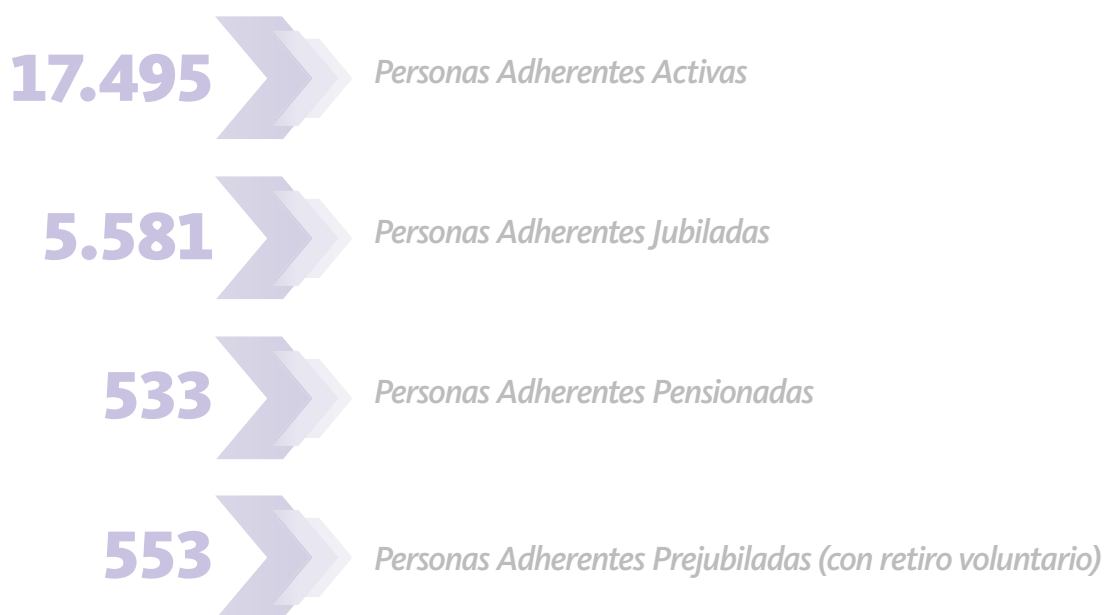 17.495 Personas Adherentes Activas
5.581 Personas Adherentes Jubiladas
533 Personas Adherentes Pensionadas
553 Personas Adherentes Prejubiladas (con retiro voluntario)